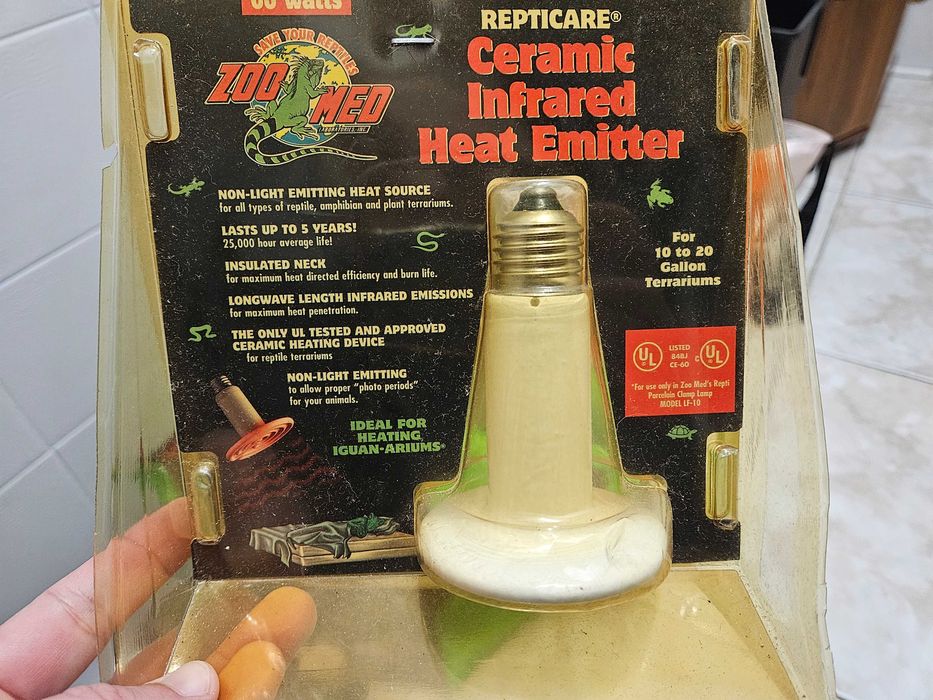 60 watts
REPTICARE®
Ceramic
Infrared
Heat Emitter
SAVE YOUR REPTILES
ZOO MED
LABORATORIES, INC.
NON-LIGHT EMITTING HEAT SOURCE
for all types of reptile, amphibian and plant terrariums.
LASTS UP TO 5 YEARS!
25,000 hour average life!
INSULATED NECK
for maximum heat directed efficiency and burn life.
LONGWAVE LENGTH INFRARED EMISSIONS
for maximum heat penetration.
THE ONLY UL TESTED AND APPROVED
CERAMIC HEATING DEVICE
for reptile terrariums
NON-LIGHT EMITTING
to allow proper "photo periods"
for your animals.
IDEAL FOR
HEATING
IGUAN-ARIUMS®
For
10 to 20
Gallon
Terrariums
UL LISTED c UL
84BJ
CE-60
*For use only in Zoo Med's Repti
Porcelain Clamp Lamp
MODEL LF-10